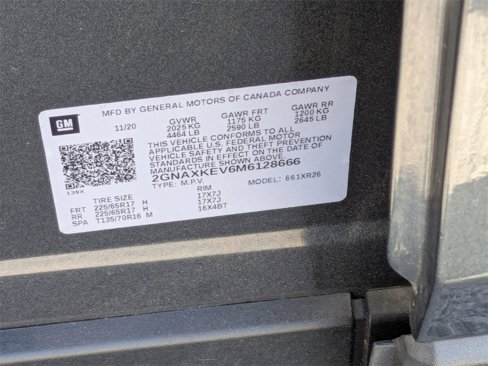 MFD BY GENERAL MOTORS OF CANADA COMPANY
GM
11/20
GVWR GAWR FRT GAWR RR
2025 KG 1175 KG 1200 KG
4464 LB 2590 LB 2645 LB
THIS VEHICLE CONFORMS TO ALL
APPLICABLE U.S. FEDERAL MOTOR
VEHICLE SAFETY AND THEFT PREVENTION
STANDARDS IN EFFECT ON THE DATE OF
MANUFACTURE SHOWN ABOVE.
2GNAXKEV6M6128666
TYPE: M.P.V. MODEL: 661XR26
TIRE SIZE RIM
FRT 225/65R17 H 17X7J
RR 225/65R17 H 17X7J
SPA T135/70R16 M 16X4BT